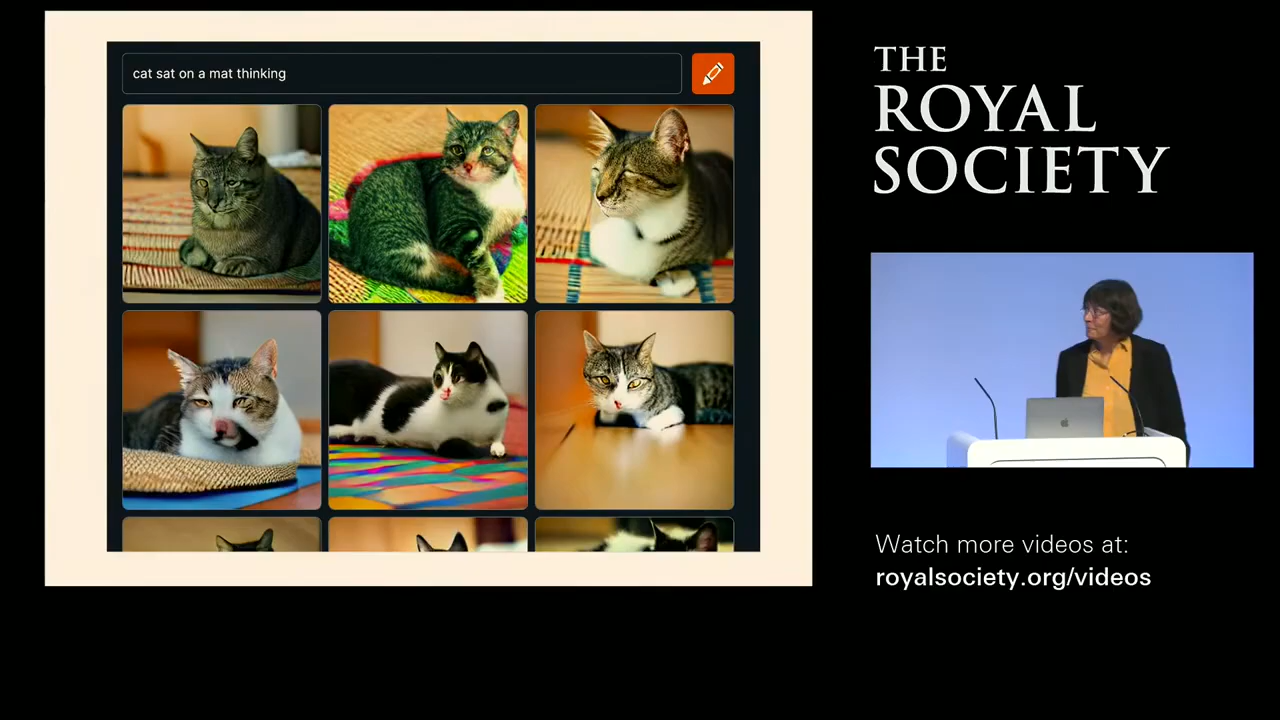 cat sat on a mat thinking
THE
ROYAL
SOCIETY
Watch more videos at:
royalsociety.org/videos